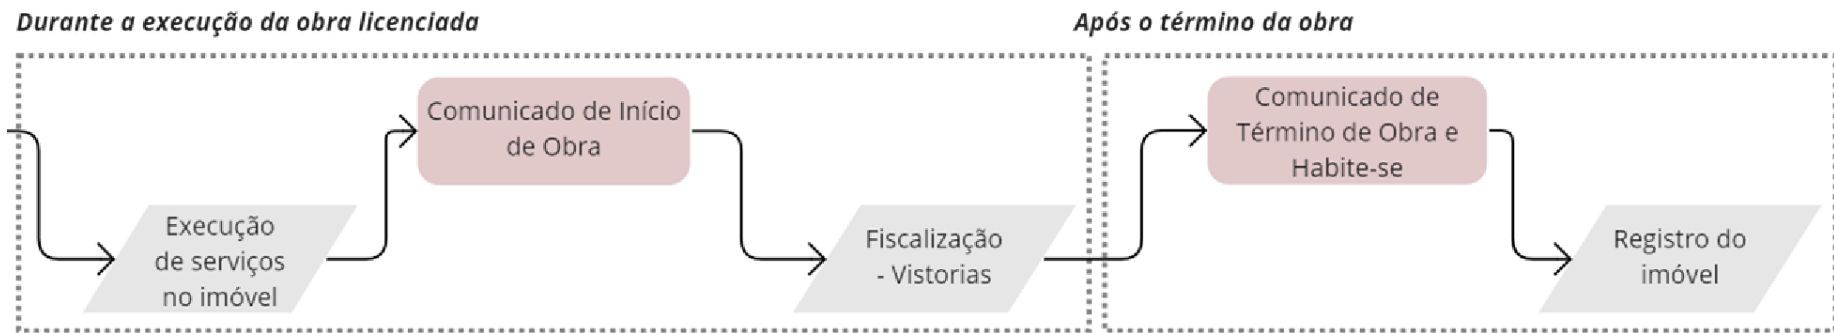 Durante a execução da obra licenciada
Após o término da obra
Comunicado de Início
de Obra
Comunicado de
Término de Obra e
Habite-se
Execução
de serviços
no imóvel
Fiscalização
- Vistorias
Registro do
imóvel